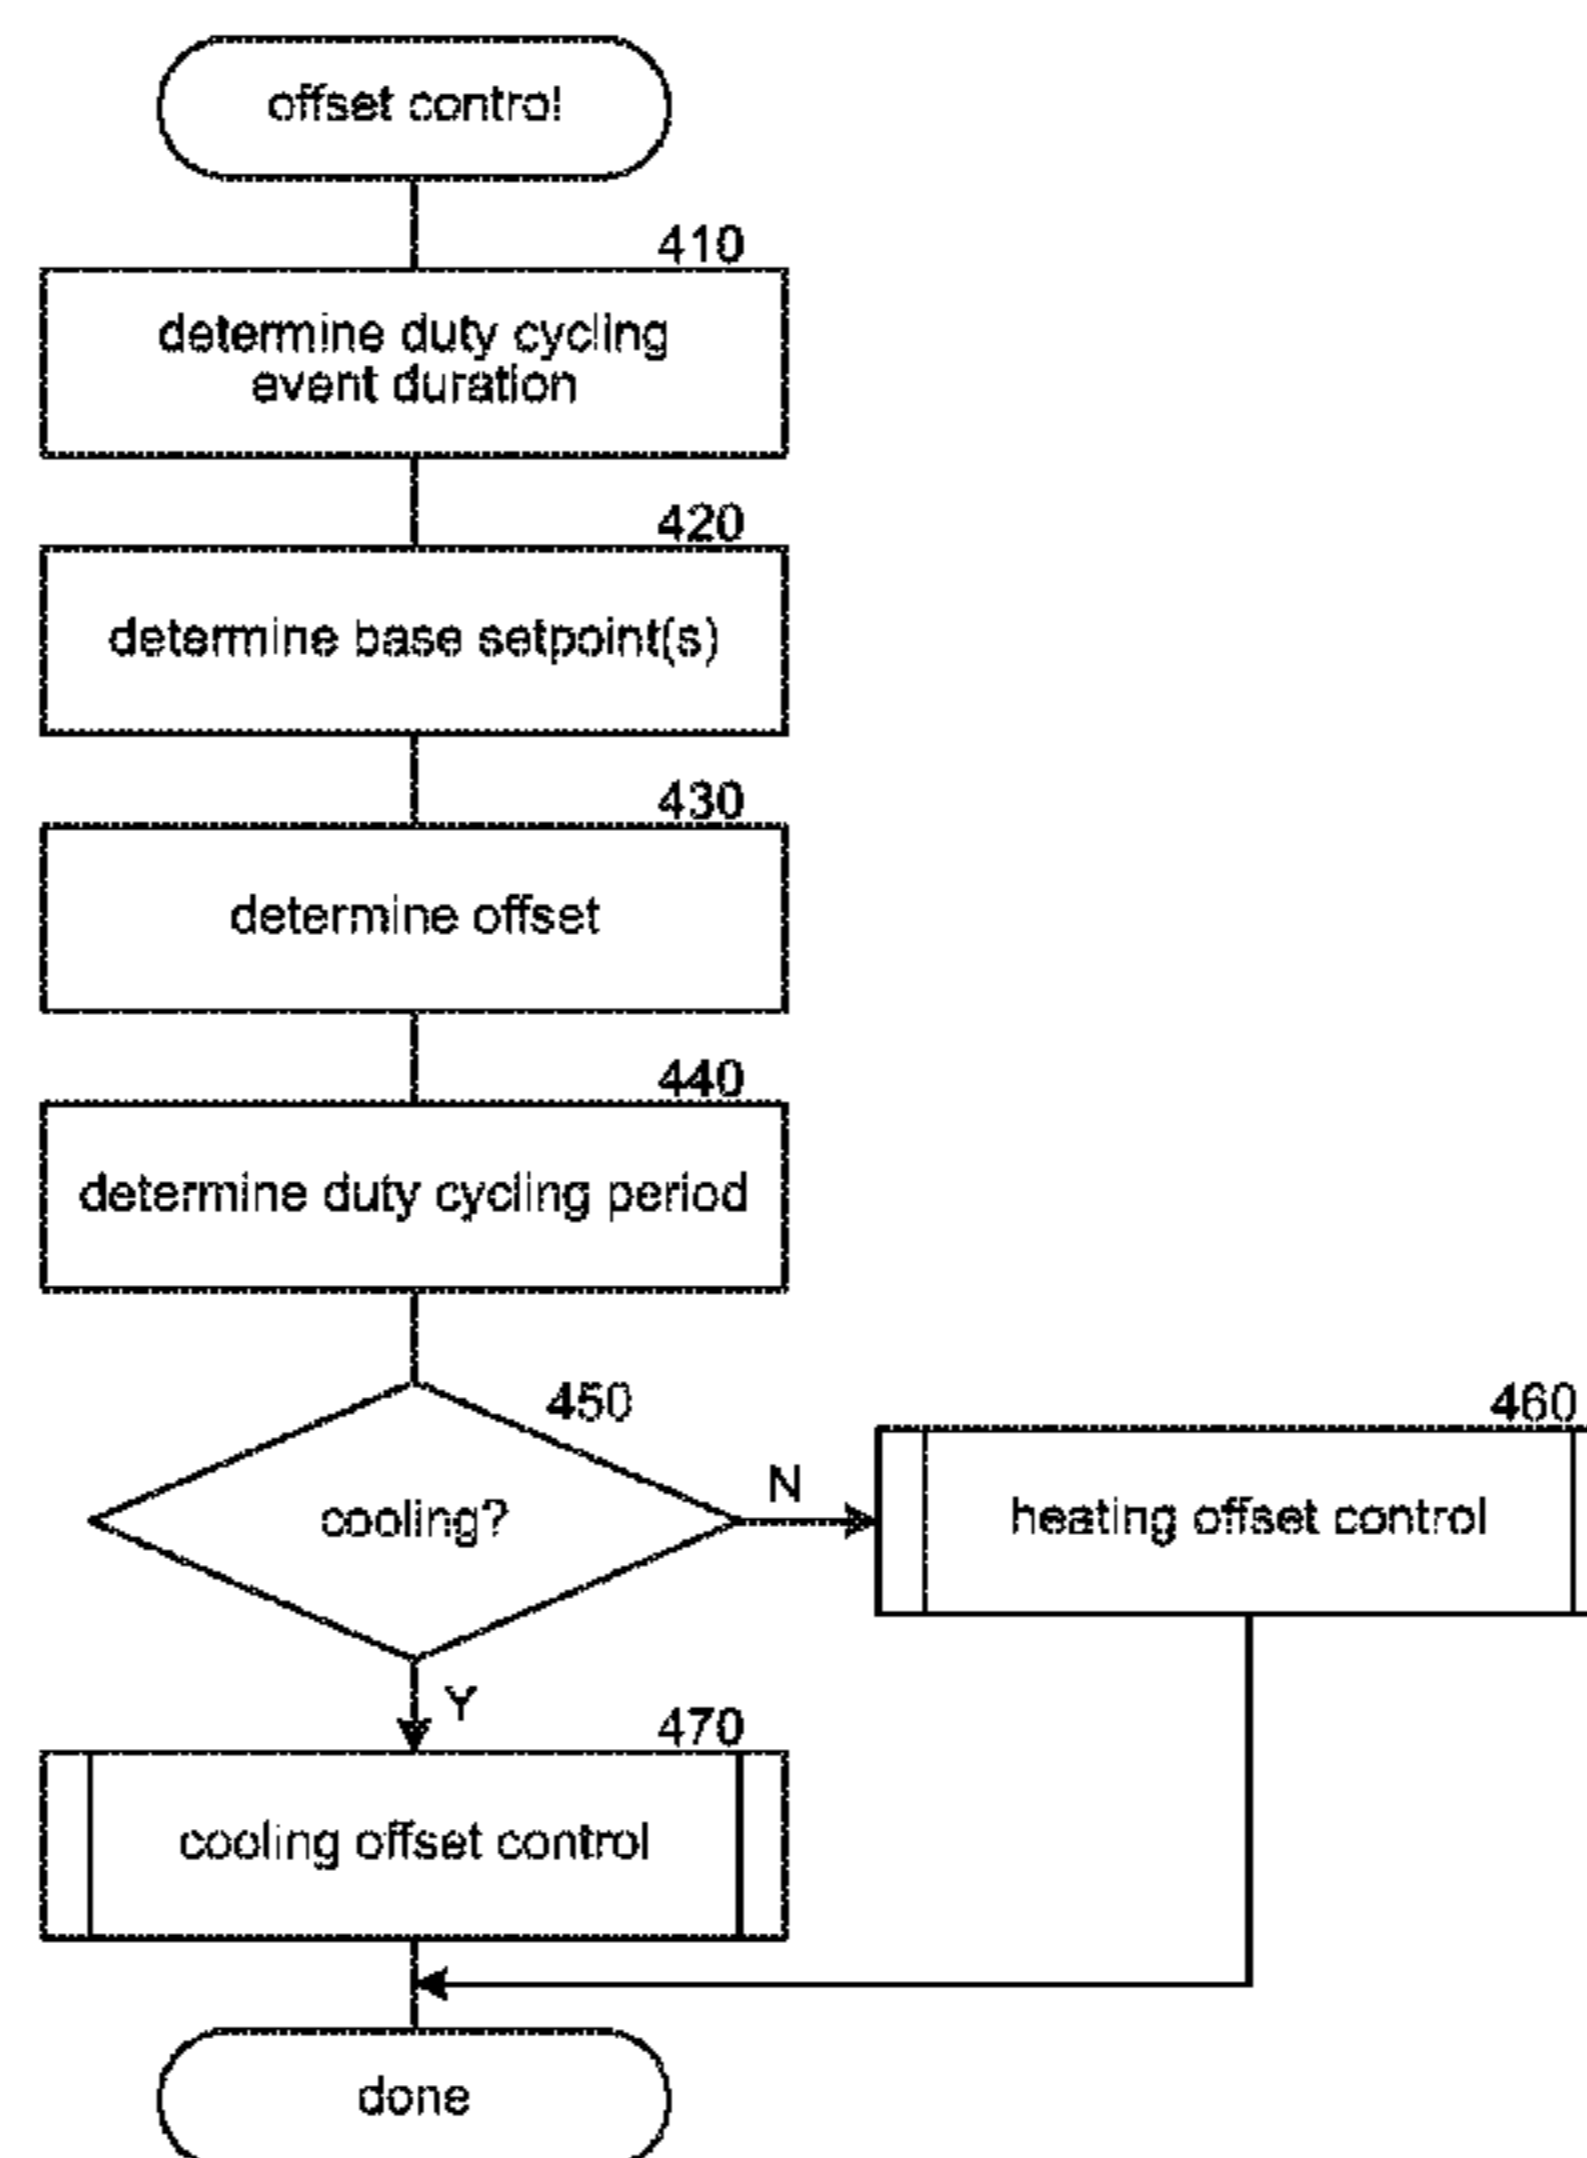 offset control
410
determine duty cycling
event duration
420
determine base setpoint(s)
430
determine offset
440
determine duty cycling period
450
cooling?
N
460
heating offset control
Y
470
cooling offset control
done